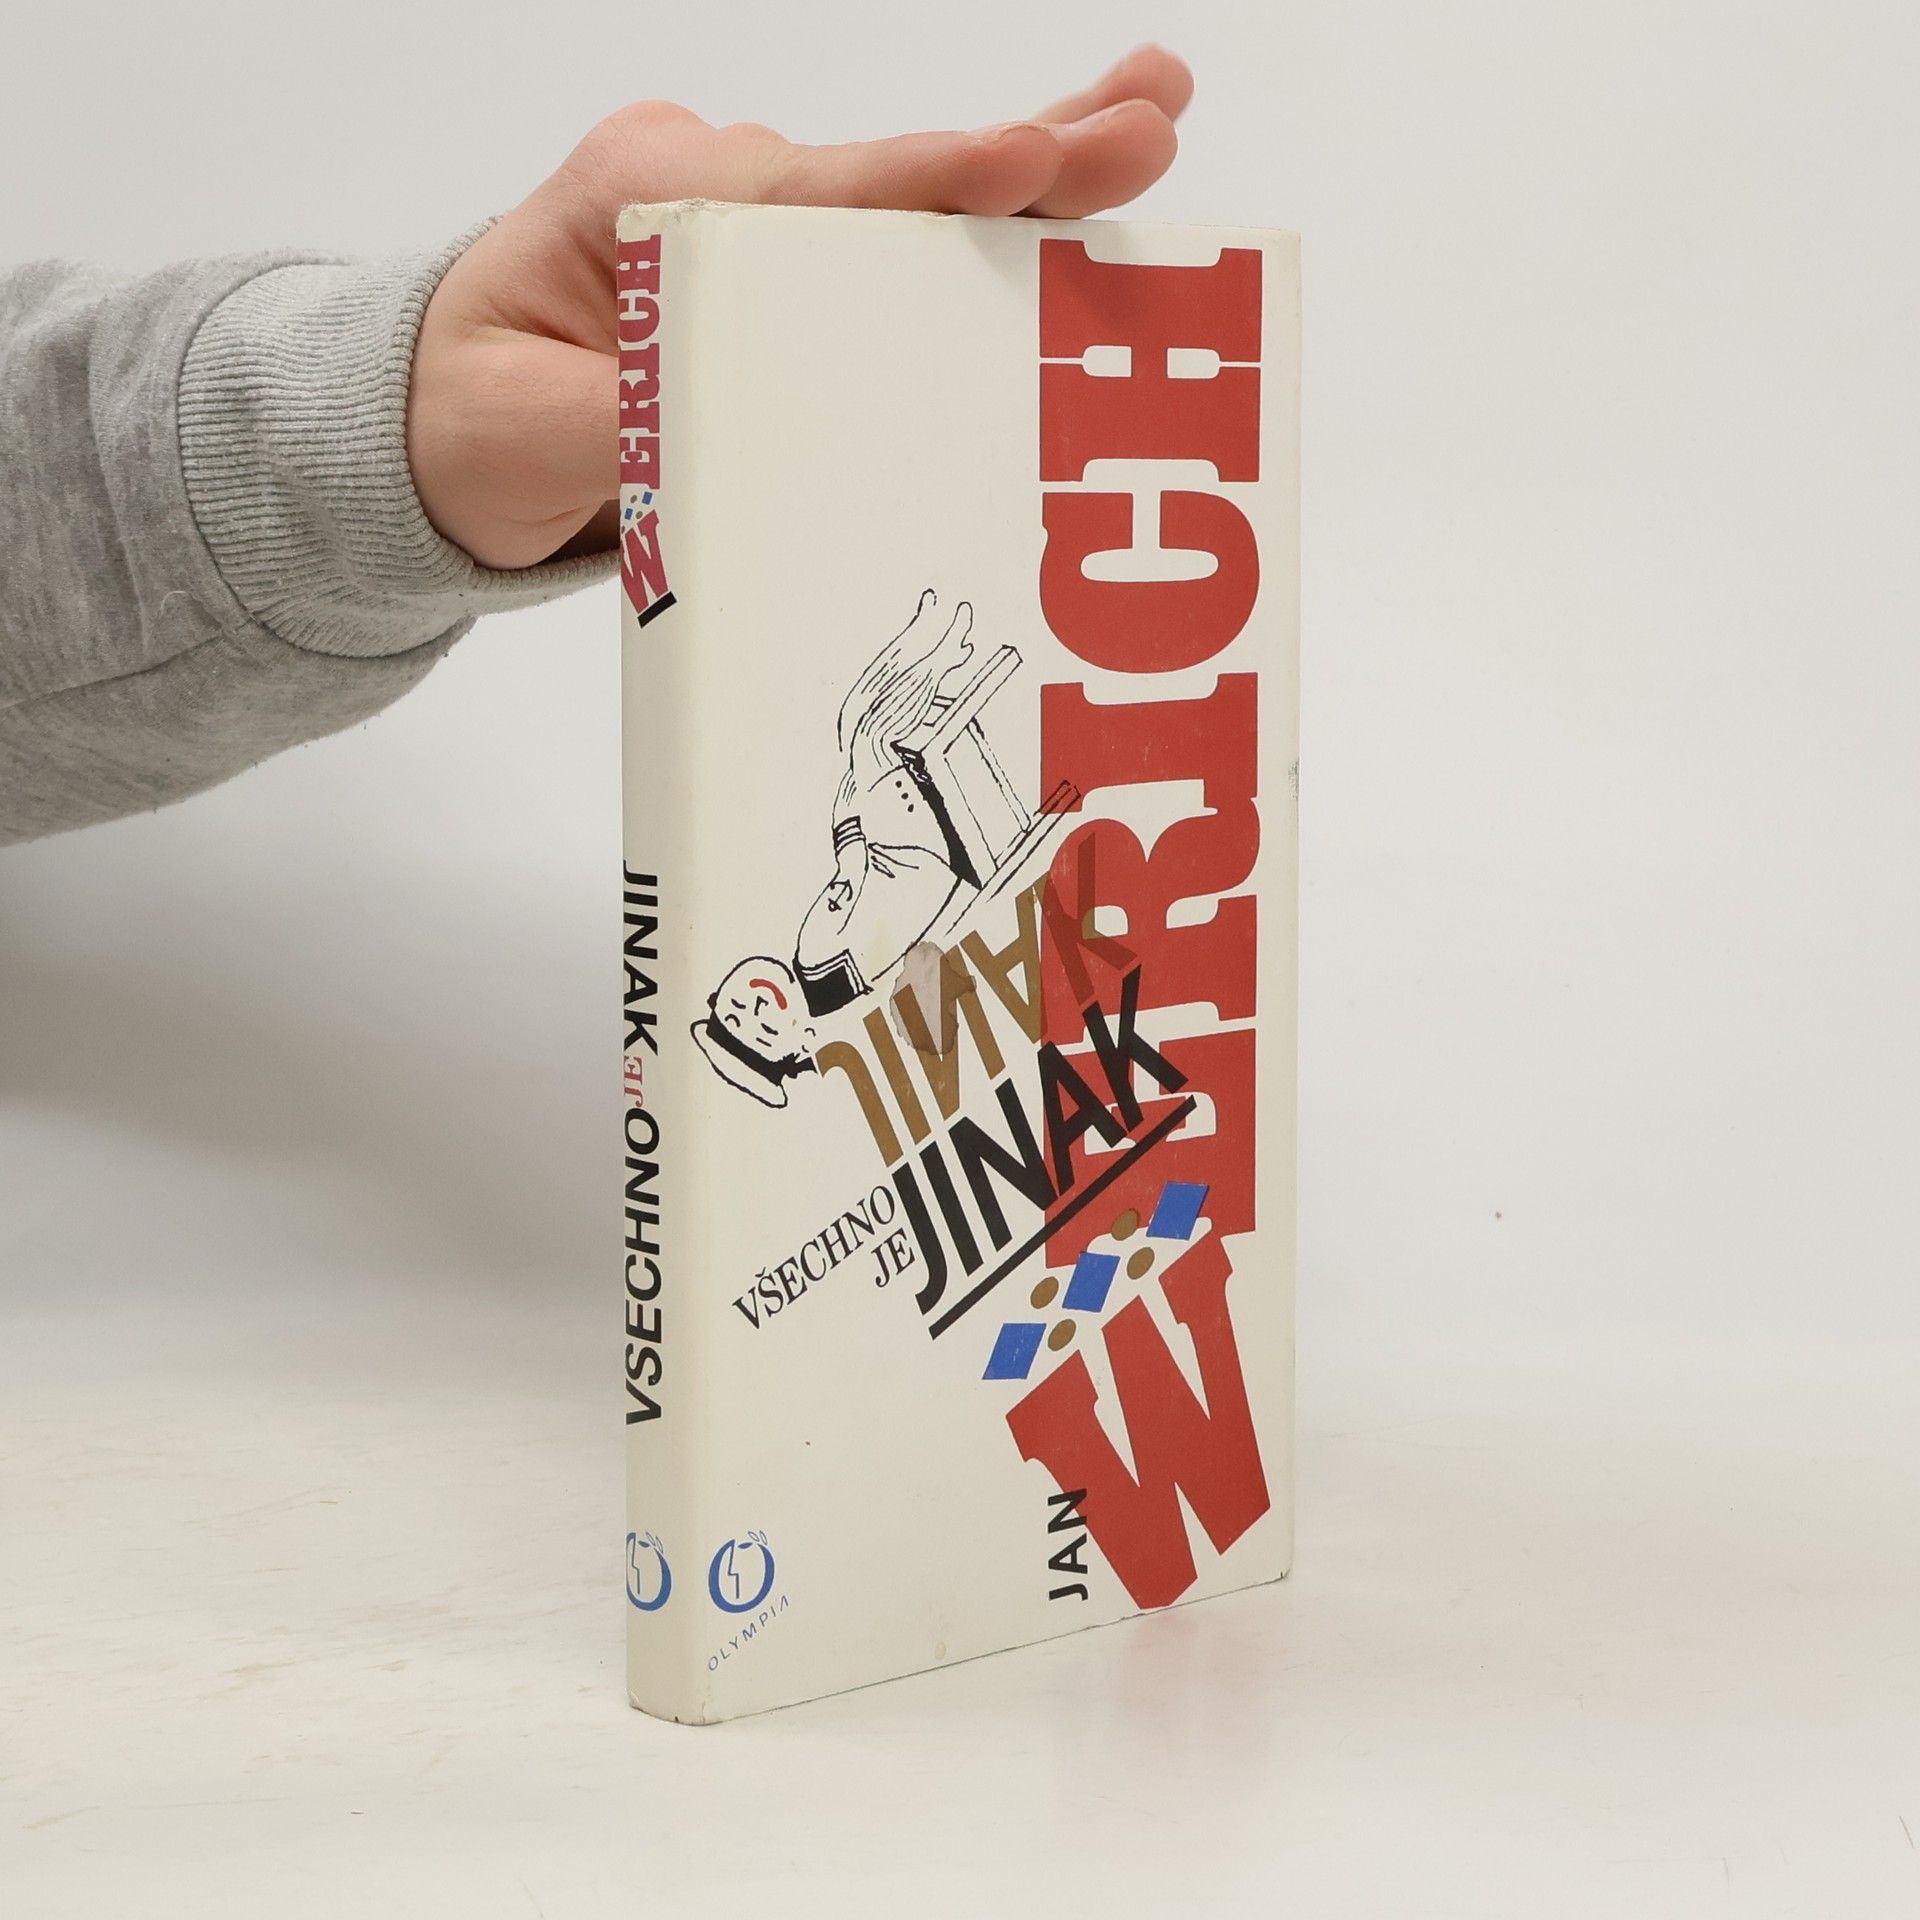 WERICH
VŠECHNO JE JINAK
JAN
WERICH
VŠECHNO
JE
JINAK
JINAK
OLYMPIA